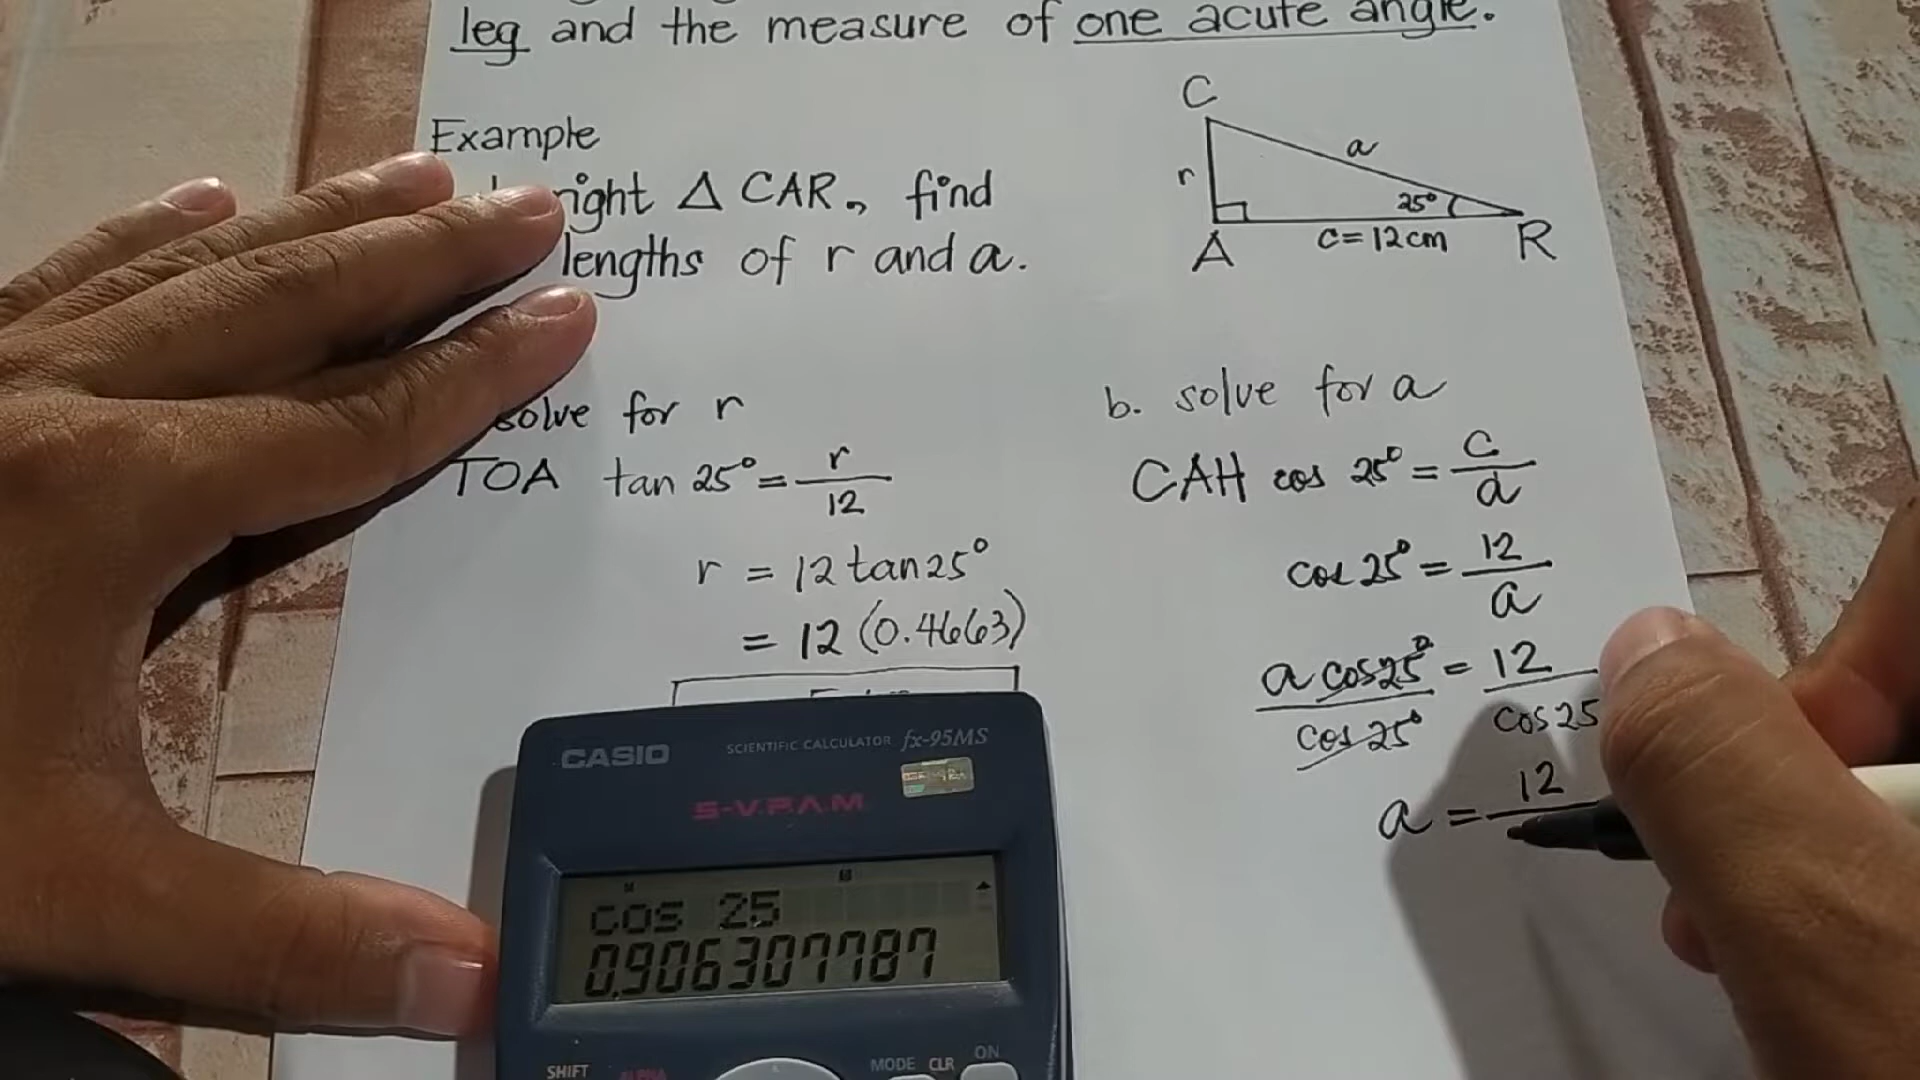 leg and the measure of one acute angle.
Example
right Δ CAR, find
lengths of r and a.
C
a
r
25°
A
c=12cm
R
solve for r
TOA tan 25° = r/12
r = 12 tan 25°
= 12 (0.4663)
b. solve for a
CAH cos 25° = c/a
cos 25° = 12/a
a cos 25° = 12
cos 25° cos 25
a = 12
CASIO SCIENTIFIC CALCULATOR fx-95MS
S-V.P.A.M.
cos 25
0.906307787
SHIFT ALPHA MODE CLR ON